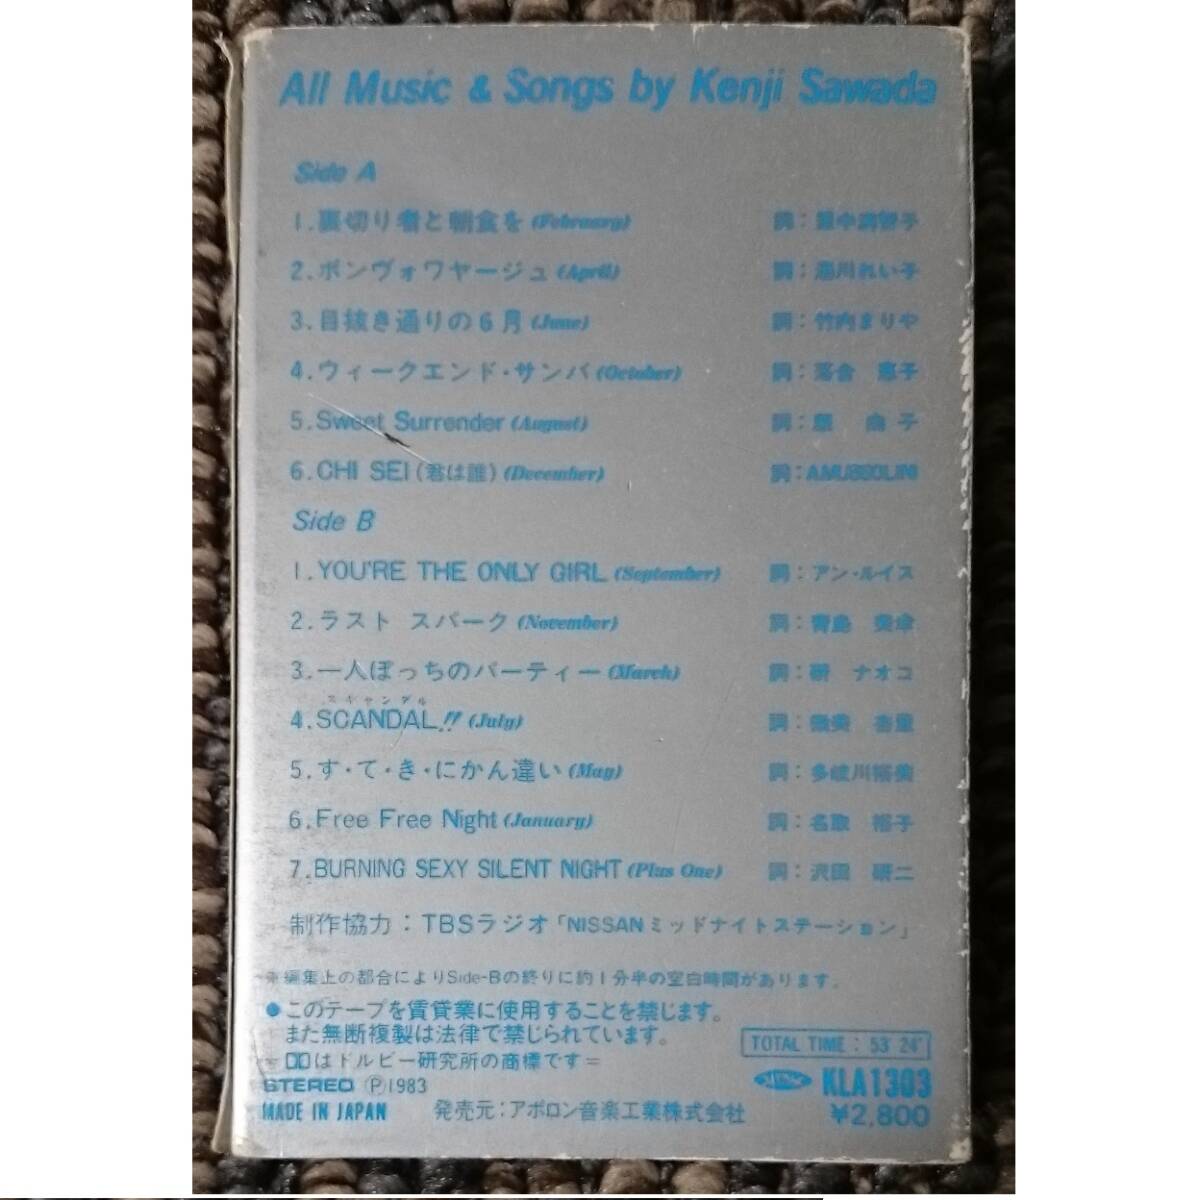 All Music & Songs by Kenji Sawada
Side A
1.裏切り者と朝食を(February) 詞:里中満智子
2.ボンヴォワヤージュ(April) 詞:湯川れい子
3.目抜き通りの6月(June) 詞:竹内まりや
4.ウィークエンド・サンバ(October) 詞:落合 恵子
5.Sweet Surrender(August) 詞: 由子
6.CHI SEI(君は誰)(December) 詞:AMUSSOLINI
Side B
1.YOU'RE THE ONLY GIRL(September) 詞:アン・ルイス
2.ラスト スパーク(November) 詞:青島 美幸
3.一人ぼっちのパーティー(March) 詞:研 ナオコ
スキャンダル
4.SCANDAL!!(July) 詞:
5.す・て・き・にかん違い(May) 詞:多岐川裕美
6.Free Free Night(January) 詞:名取 裕子
7.BURNING SEXY SILENT NIGHT(Plus One) 詞:沢田 研二
制作協力:TBSラジオ「NISSANミッドナイトステーション」
※編集上の都合によりSide-Bの終りに約1分半の空白時間があります。
●このテープを賃貸業に使用することを禁じます。
また無断複製は法律で禁じられています。
はドルビー研究所の商標です=
TOTAL TIME: 53'24"
STEREO Ⓟ1983
KLA1303
MADE IN JAPAN 発売元:アポロン音楽工業株式会社 ¥2,800